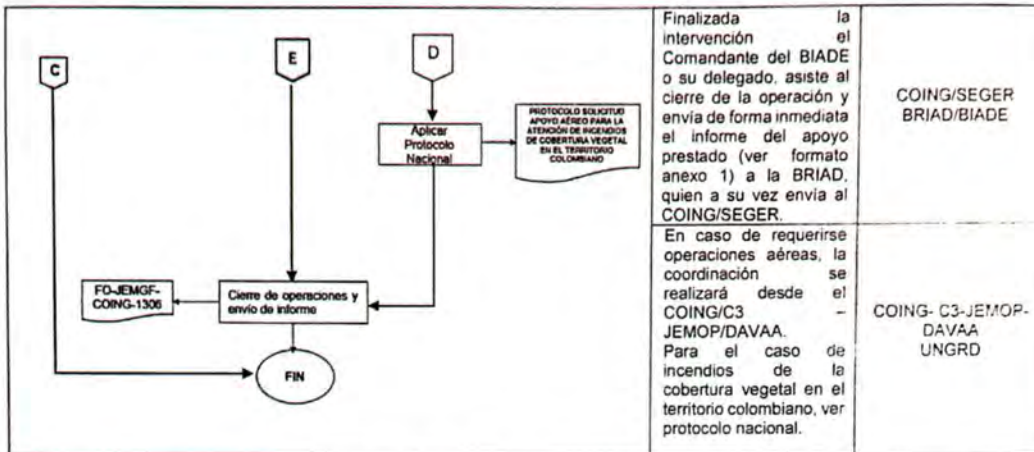 C
E
D
Aplicar
Protocolo
Nacional
PROTOCOLO SOLICITUD
APOYO AÉREO PARA LA
ATENCIÓN DE INCENDIOS
DE COBERTURA VEGETAL
EN EL TERRITORIO
COLOMBIANO
FO-JEMGF-
COING-1306
Cierre de operaciones y
envío de informe
FIN
Finalizada la
intervención el
Comandante del BIADE
o su delegado, asiste al
cierre de la operación y
envía de forma inmediata
el informe del apoyo
prestado (ver formato
anexo 1) a la BRIAD,
quien a su vez envía al
COING/SEGER.
COING/SEGER
BRIAD/BIADE
En caso de requerirse
operaciones aéreas, la
coordinación se
realizará desde el
COING/C3 –
JEMOP/DAVAA.
Para el caso de
incendios de la
cobertura vegetal en el
territorio colombiano, ver
protocolo nacional.
COING- C3-JEMOP-
DAVAA
UNGRD